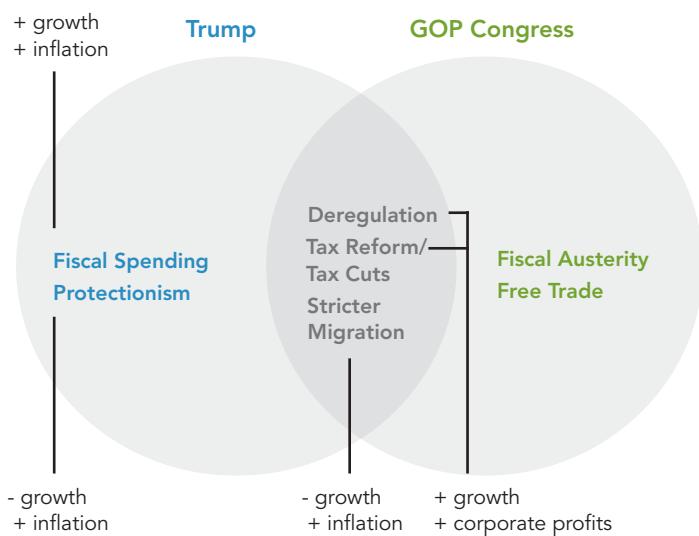 + growth
+ inflation
Trump
GOP Congress
Deregulation
Tax Reform/
Tax Cuts
Stricter
Migration
Fiscal Spending
Protectionism
Fiscal Austerity
Free Trade
- growth
+ inflation
- growth
+ inflation
+ growth
+ corporate profits